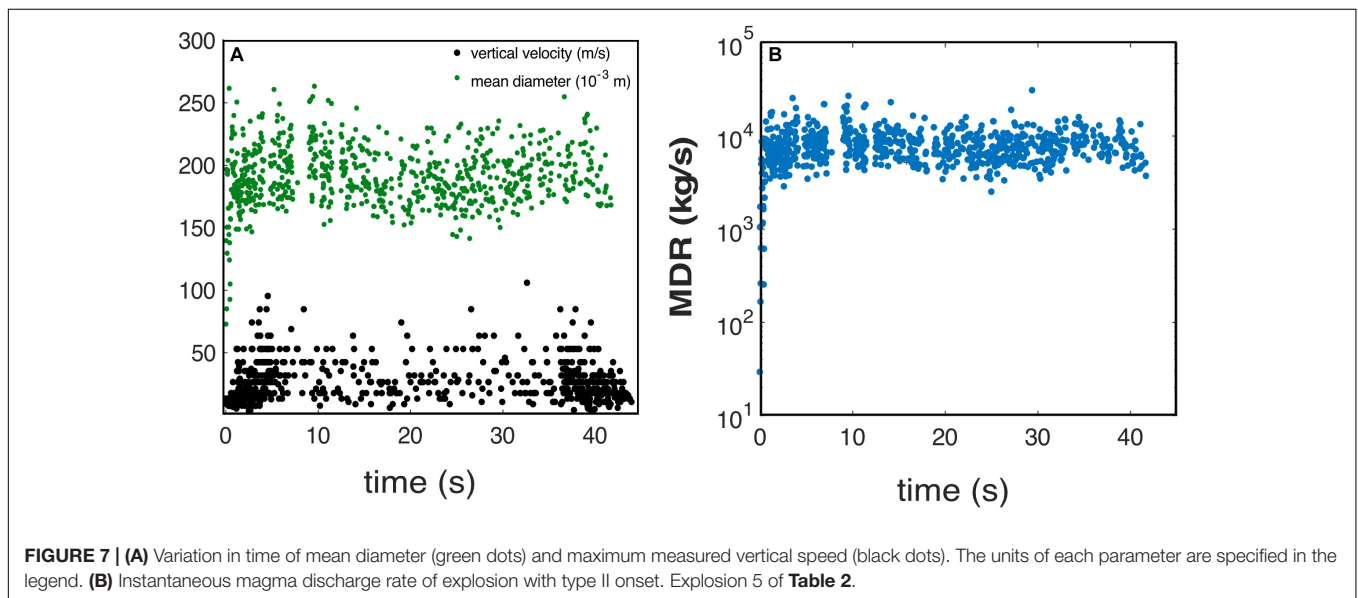 A
300
250
200
150
100
50
0
10
20
30
40
time (s)
• vertical velocity (m/s)
• mean diameter (10⁻³ m)
B
10⁵
10⁴
10³
10²
10¹
MDR (kg/s)
0
10
20
30
40
time (s)
FIGURE 7 | (A) Variation in time of mean diameter (green dots) and maximum measured vertical speed (black dots). The units of each parameter are specified in the
legend. (B) Instantaneous magma discharge rate of explosion with type II onset. Explosion 5 of Table 2.